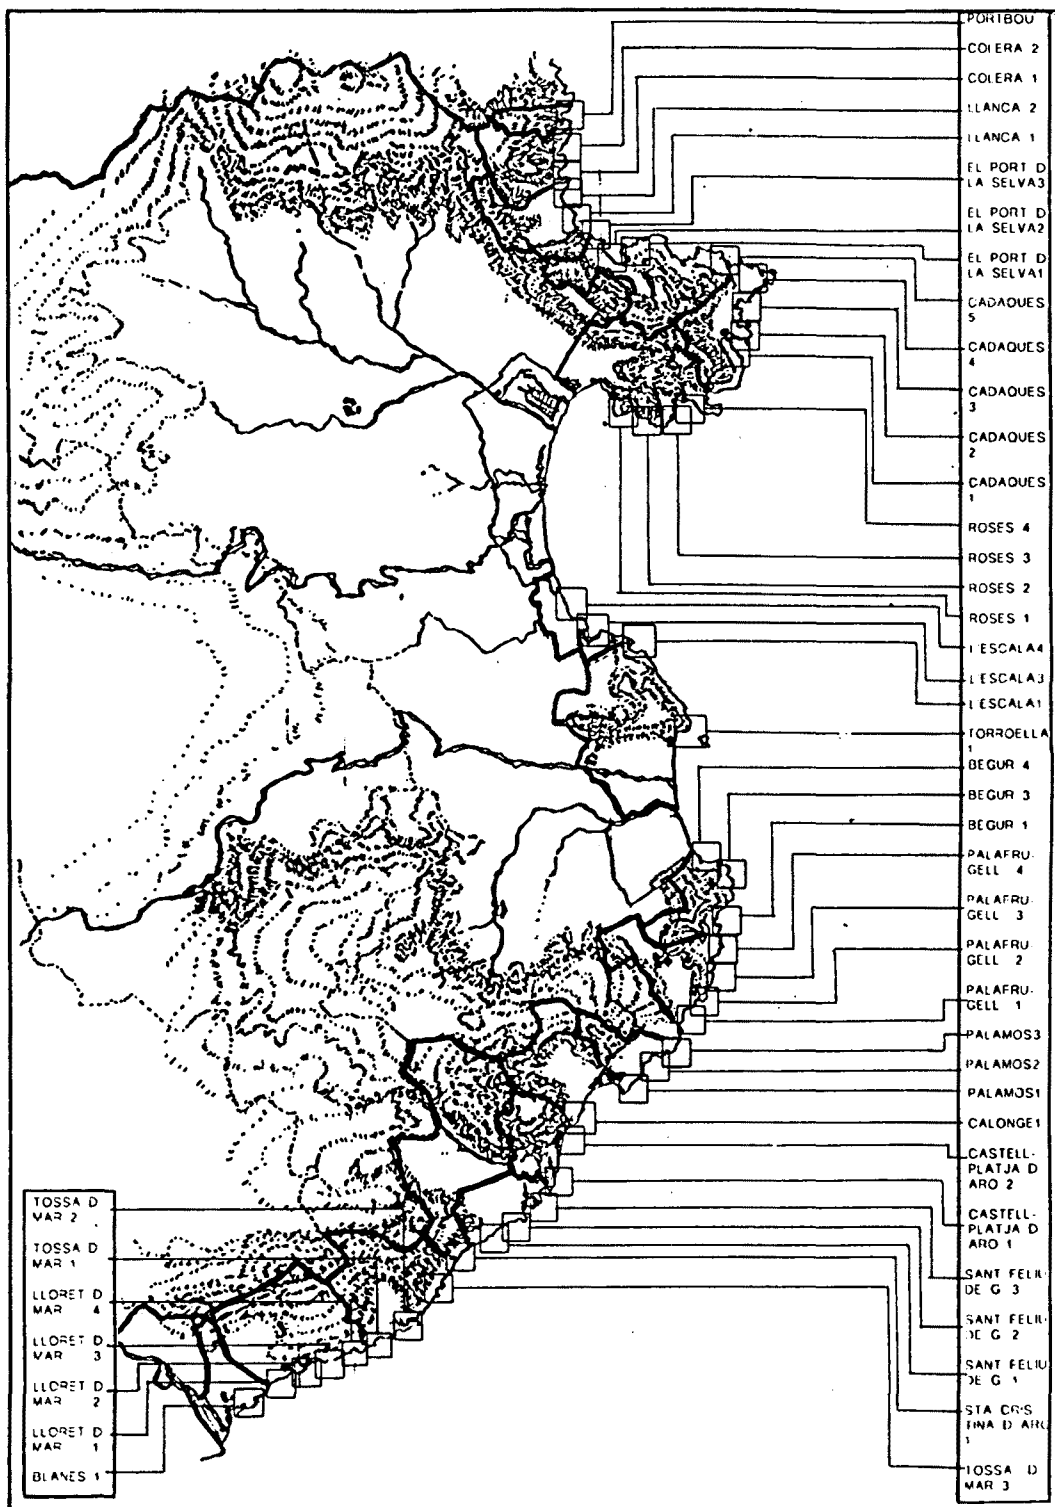 PORTBOU
COLERA 2
COLERA 1
LLANCA 2
LLANCA 1
EL PORT D
LA SELVA3
EL PORT D
LA SELVA2
EL PORT D
LA SELVA1
CADAQUES
5
CADAQUES
4
CADAQUES
3
CADAQUES
2
CADAQUES
1
ROSES 4
ROSES 3
ROSES 2
ROSES 1
L'ESCALA4
L'ESCALA3
L'ESCALA1
TORROELLA
1
BEGUR 4
BEGUR 3
BEGUR 1
PALAFRU-
GELL 4
PALAFRU-
GELL 3
PALAFRU-
GELL 2
PALAFRU-
GELL 1
PALAMOS3
PALAMOS2
PALAMOS1
CALONGE1
CASTELL-
PLATJA D
ARO 2
CASTELL-
PLATJA D
ARO 1
SANT FELIU
DE G 3
SANT FELIU
DE G 2
SANT FELIU
DE G 1
STA CRIS
TINA D ARO
1
TOSSA D
MAR 3
TOSSA D
MAR 2
TOSSA D
MAR 1
LLORET D
MAR 4
LLORET D
MAR 3
LLORET D
MAR 2
LLORET D
MAR 1
BLANES 1